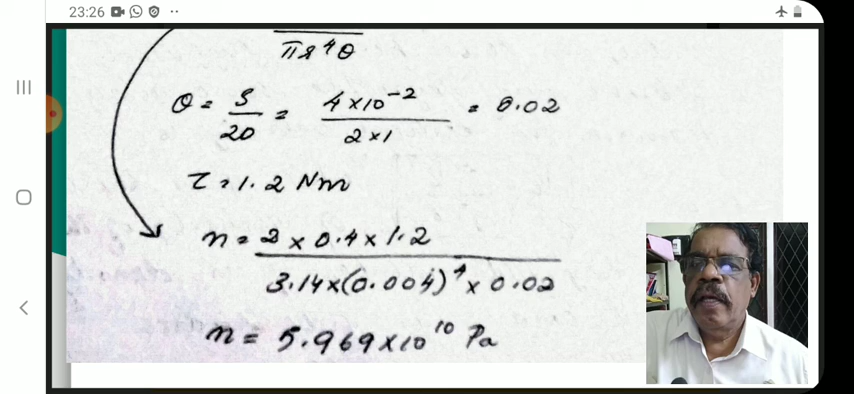 23:26
πr⁴θ
θ = S/20 = 4×10⁻²/2×1 = 0.02
τ = 1.2 Nm
n = 2 × 0.4 × 1.2
3.14×(0.004)⁴ × 0.02
n = 5.969×10¹⁰ Pa